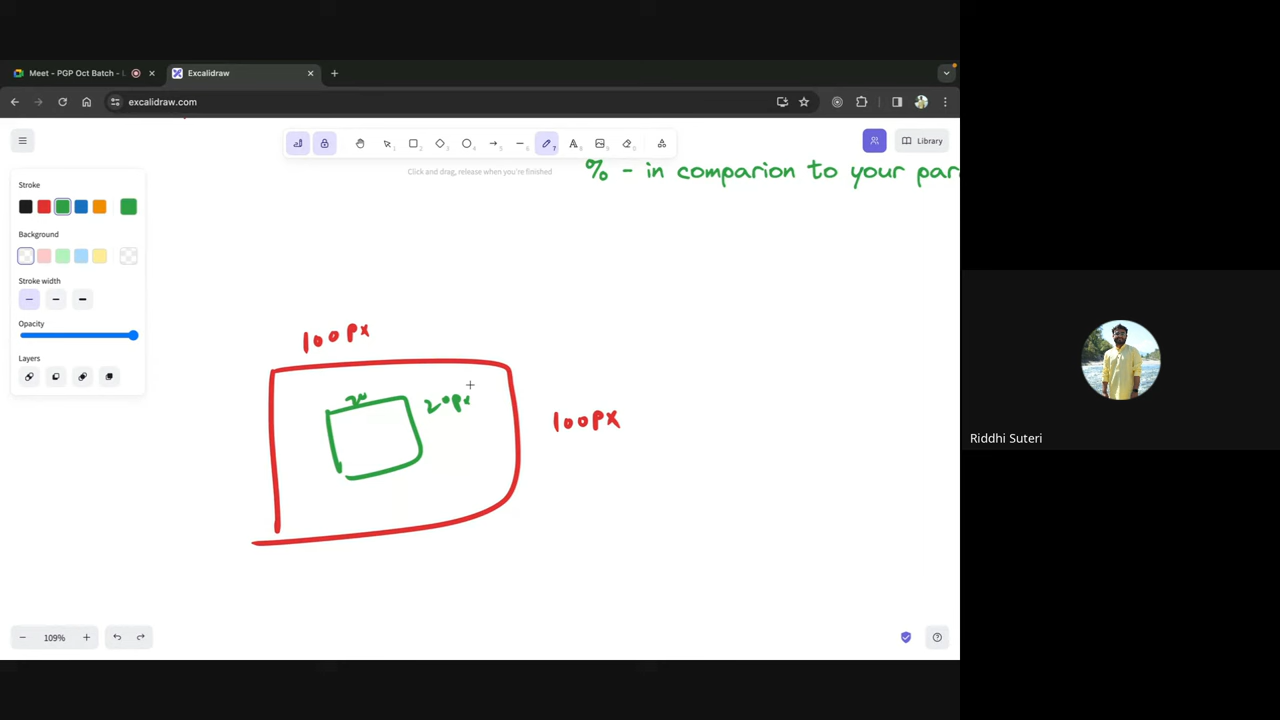 Meet - PGP Oct Batch -
Excalidraw
excalidraw.com
Library
Click and drag, release when you're finished
% - in comparion to your par
Stroke
Background
Stroke width
Opacity
Layers
100px
20px
100px
Riddhi Suteri
109%